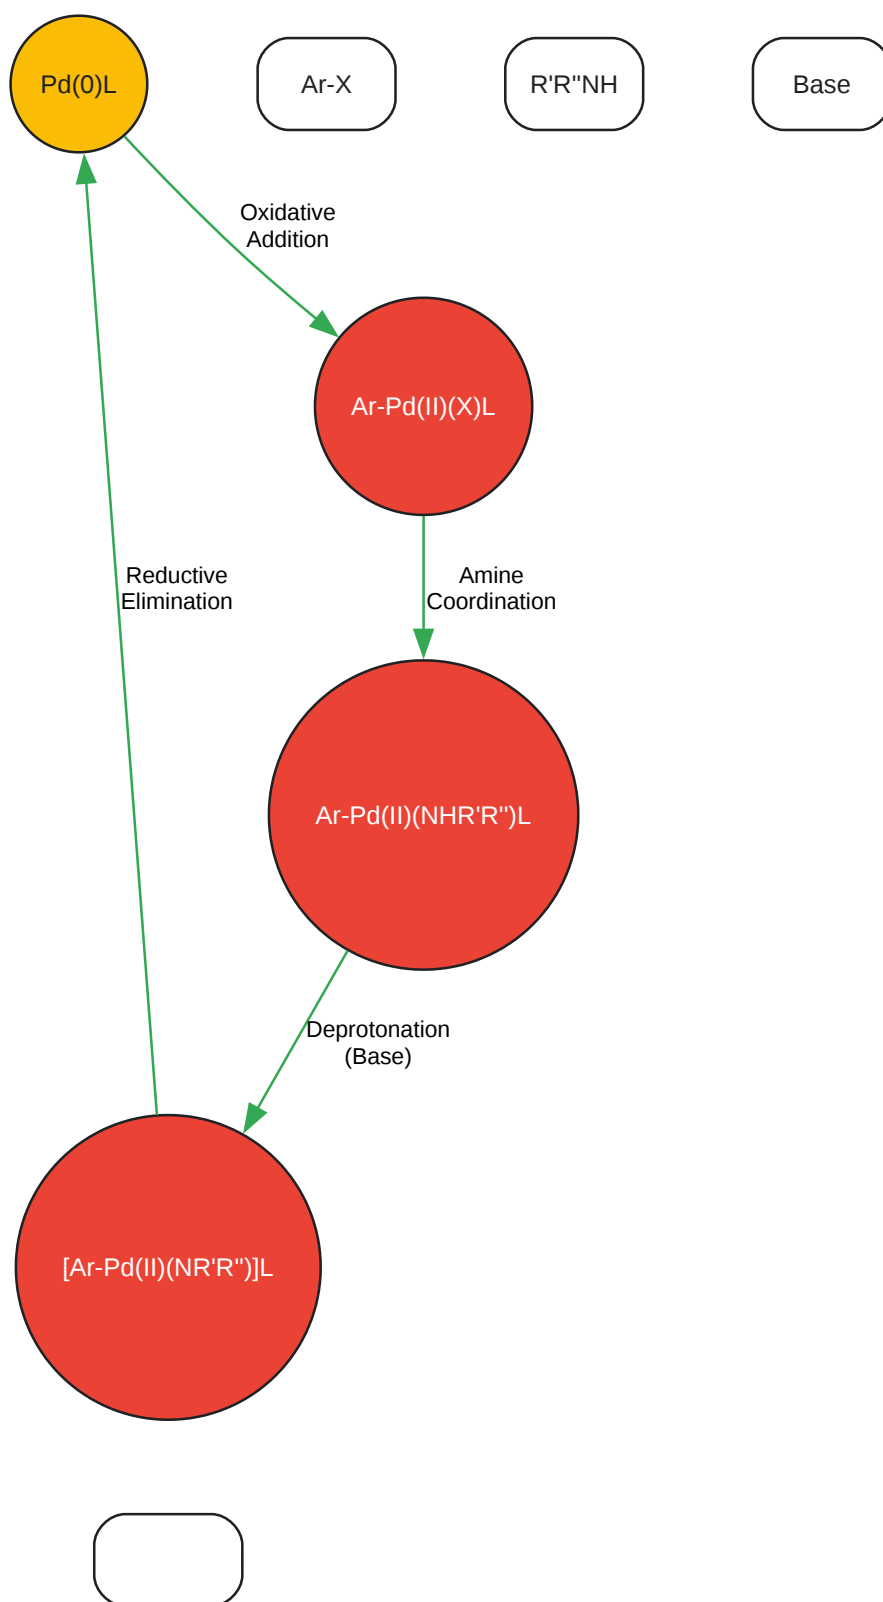 Pd(0)L
Ar-X
R'R''NH
Base
Oxidative
Addition
Ar-Pd(II)(X)L
Reductive
Elimination
Amine
Coordination
Ar-Pd(II)(NHR'R'')L
Deprotonation
(Base)
[Ar-Pd(II)(NR'R'')]L